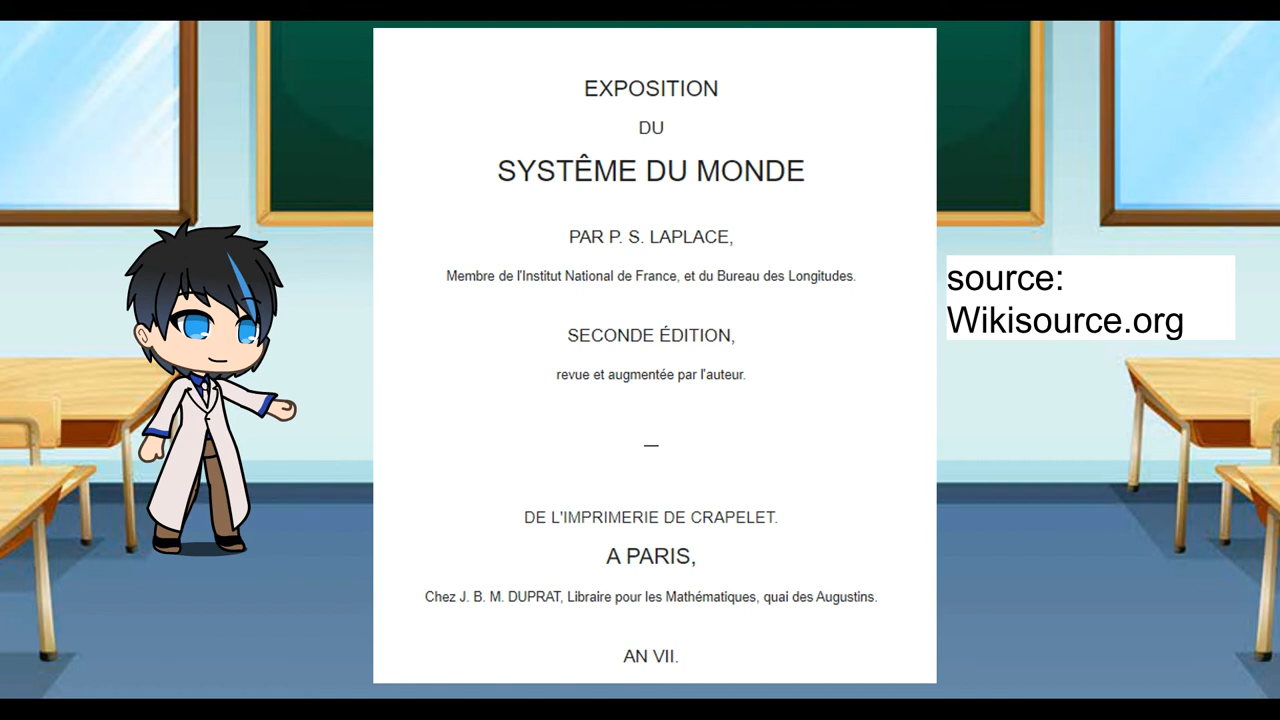 EXPOSITION
DU
SYSTÊME DU MONDE
PAR P. S. LAPLACE,
Membre de l'Institut National de France, et du Bureau des Longitudes.
SECONDE ÉDITION,
revue et augmentée par l'auteur.
—
DE L'IMPRIMERIE DE CRAPELET.
A PARIS,
Chez J. B. M. DUPRAT, Libraire pour les Mathématiques, quai des Augustins.
AN VII.
source:
Wikisource.org